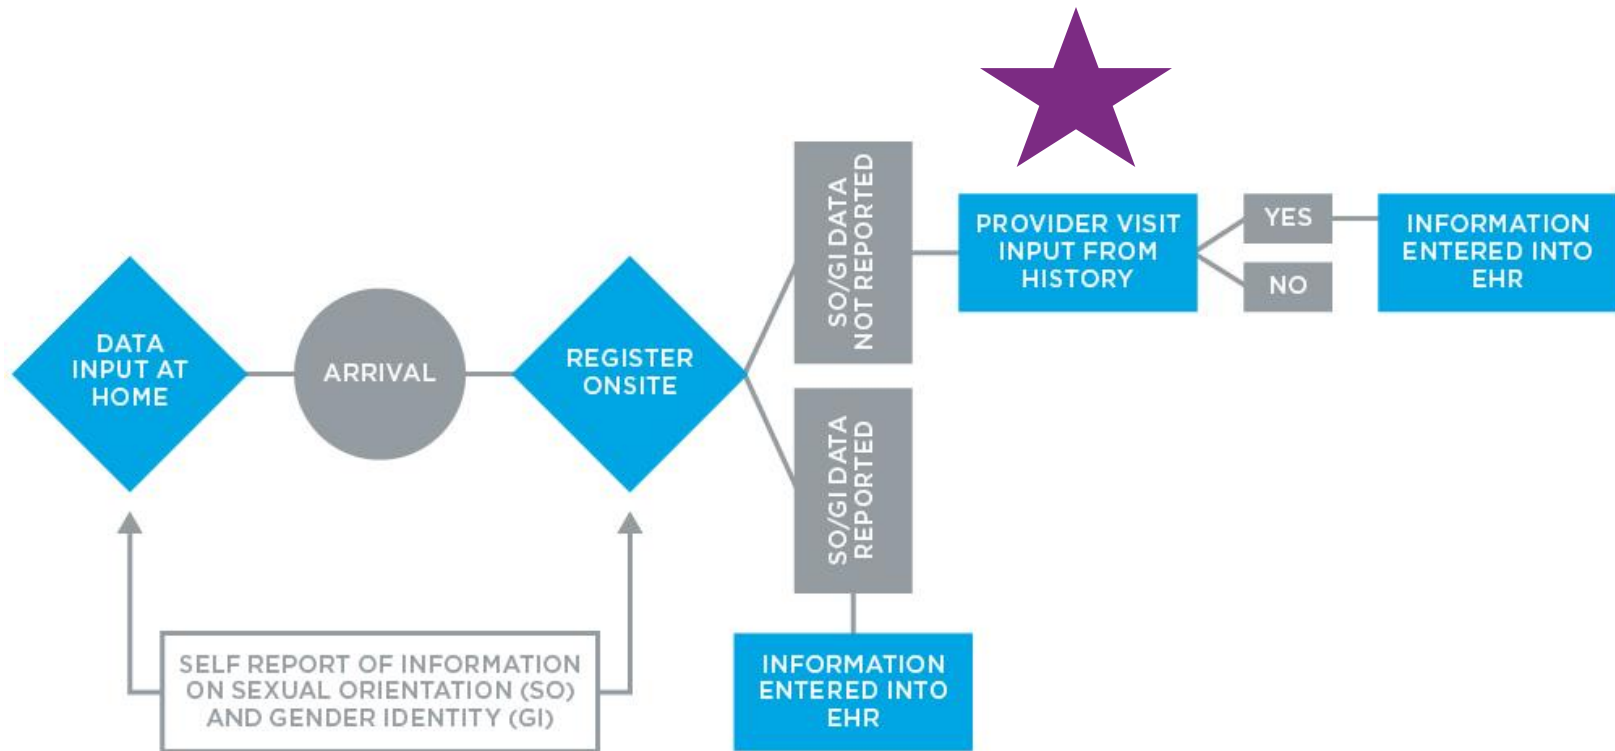 DATA
INPUT AT
HOME
ARRIVAL
REGISTER
ONSITE
SO/GI DATA
NOT REPORTED
SO/GI DATA
REPORTED
PROVIDER VISIT
INPUT FROM
HISTORY
YES
NO
INFORMATION
ENTERED INTO
EHR
SELF REPORT OF INFORMATION
ON SEXUAL ORIENTATION (SO)
AND GENDER IDENTITY (GI)
INFORMATION
ENTERED INTO
EHR